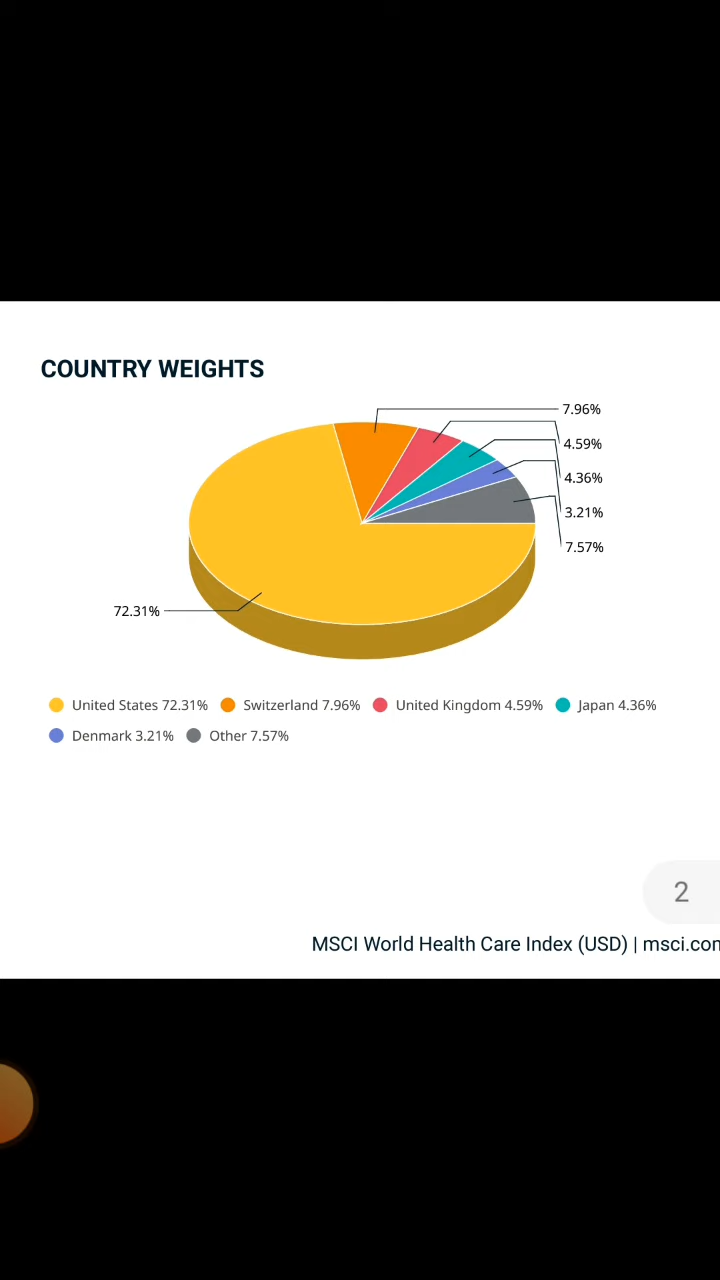 COUNTRY WEIGHTS
7.96%
4.59%
4.36%
3.21%
7.57%
72.31%
United States 72.31% Switzerland 7.96% United Kingdom 4.59% Japan 4.36%
Denmark 3.21% Other 7.57%
2
MSCI World Health Care Index (USD) | msci.com